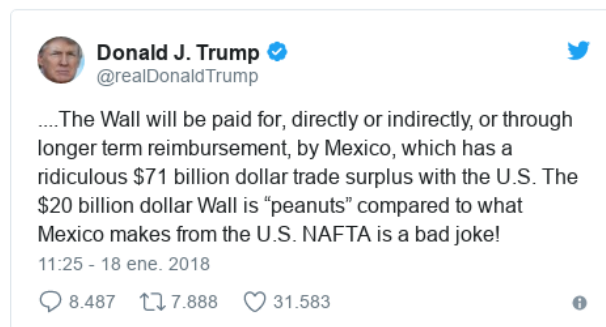 Donald J. Trump
@realDonaldTrump
....The Wall will be paid for, directly or indirectly, or through
longer term reimbursement, by Mexico, which has a
ridiculous $71 billion dollar trade surplus with the U.S. The
$20 billion dollar Wall is “peanuts” compared to what
Mexico makes from the U.S. NAFTA is a bad joke!
11:25 - 18 ene. 2018
8.487 7.888 31.583